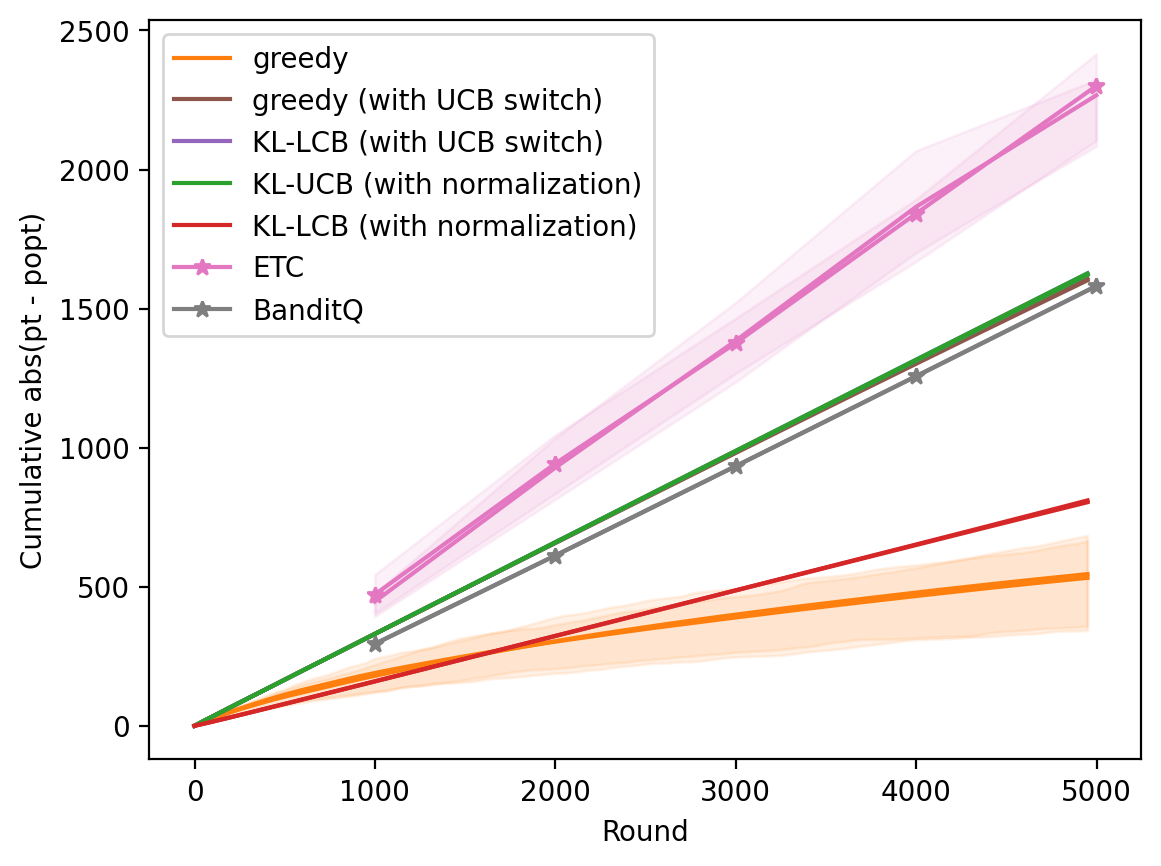 2500
2000
1500
1000
500
0
Cumulative abs(pt - popt)
greedy
greedy (with UCB switch)
KL-LCB (with UCB switch)
KL-UCB (with normalization)
KL-LCB (with normalization)
ETC
BanditQ
0 1000 2000 3000 4000 5000
Round